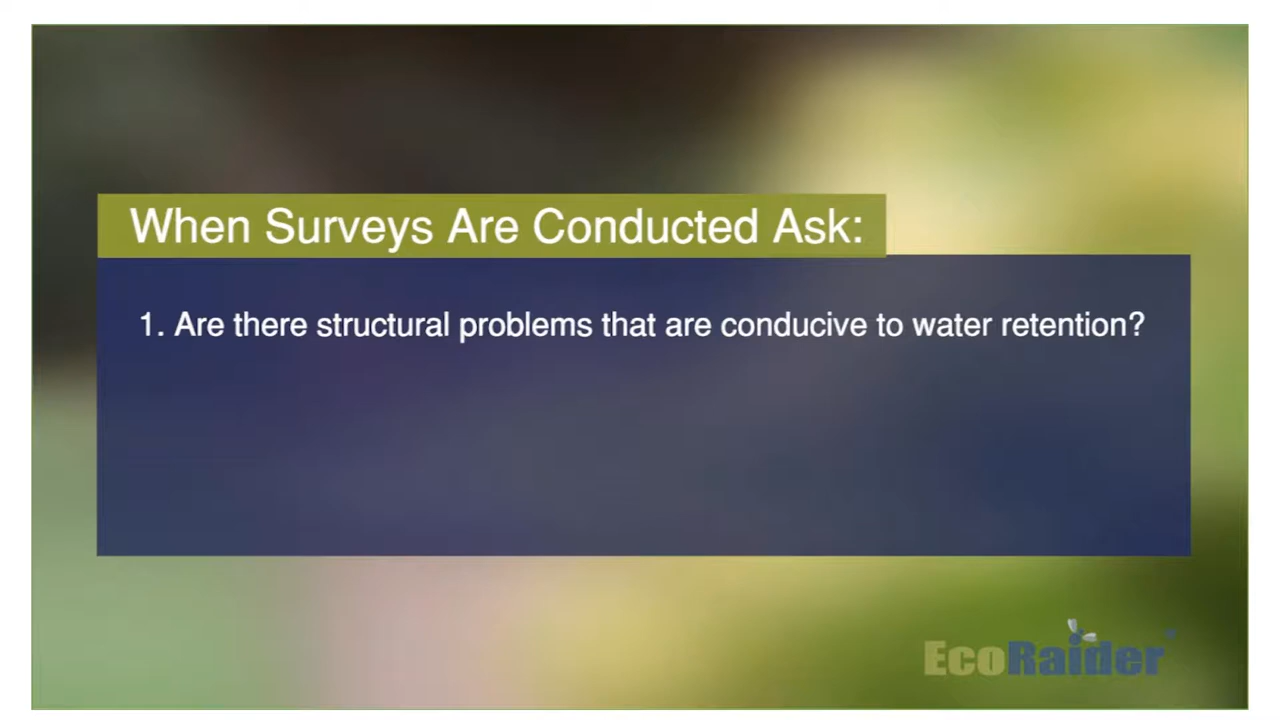 When Surveys Are Conducted Ask:
1. Are there structural problems that are conducive to water retention?
EcoRaider